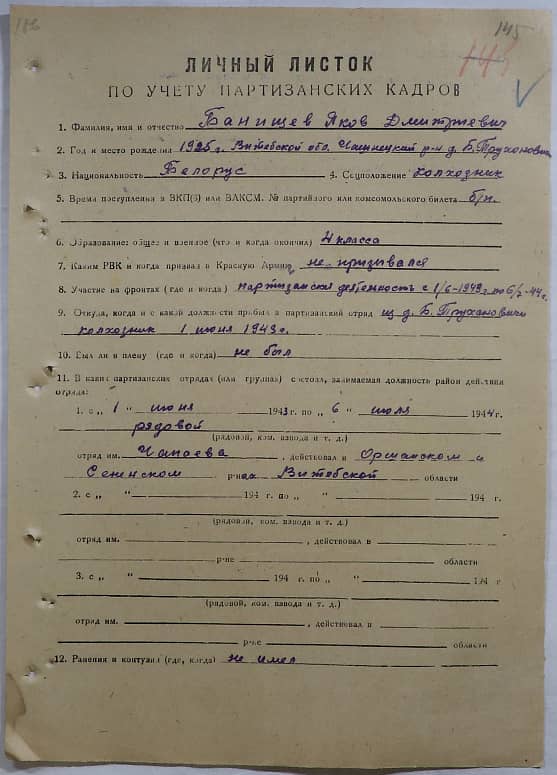 145
145
ЛИЧНЫЙ ЛИСТОК
ПО УЧЕТУ ПАРТИЗАНСКИХ КАДРОВ
1. Фамилия, имя и отчество Банищев Яков Дмитриевич
2. Год и место рождения 1925 г. Витебской обл. Чашницкий р-н д. Б. Трухановичи
3. Национальность Белорус 4. Соцположение колхозник
5. Время поступления в ВКП(б) или ВЛКСМ, № партийного или комсомольского билета б/п.
6. Образование: общее и военное (что и когда окончил) 4 класса
7. Каким РВК и когда призван в Красную Армию не призывался
8. Участие на фронтах (где и когда) партизанская деятельность с 1/6-1943 г. по 6/7-44 г.
9. Откуда, когда и с какой должности прибыл в партизанский отряд из д. Б. Трухановичи
колхозник 1 июня 1943 г.
10. Был ли в плену (где и когда) не был
11. В каких партизанских отрядах (или группах) состоял, занимаемая должность район действия
отряда:
1. с „ 1 " июня 1943 г. по „ 6 " июля 1944 г.
рядовой
(рядовой, ком. взвода и т. д.)
отряд им. Чапаева, действовал в Оршанском и
Сененском р-нах Витебской области
2. с „ " 194 г. по „ " 194 г.
(рядовой, ком. взвода и т. д.)
отряд им. , действовал в
р-не области
3. с „ " 194 г. по „ " 194 г
(рядовой, ком. взвода и т. д.)
отряд им. , действовал в
р-не области
12. Ранения и контузии (где, когда) не имел